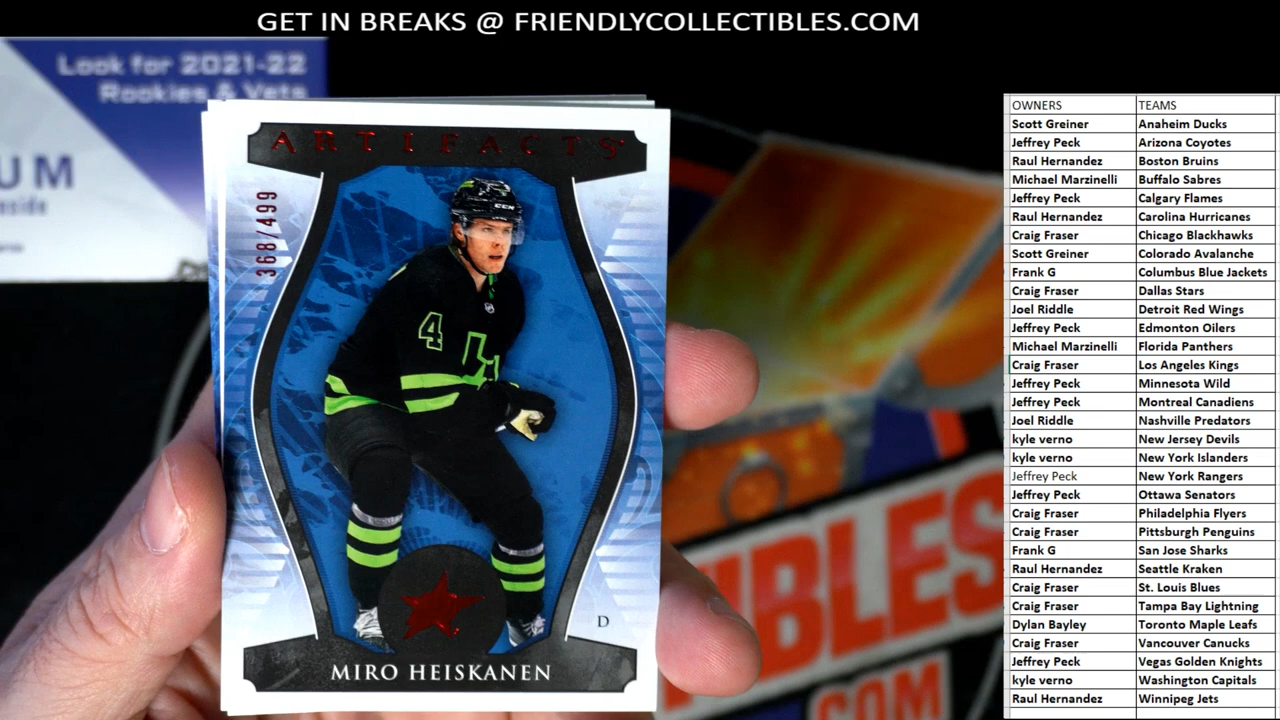 GET IN BREAKS @ FRIENDLYCOLLECTIBLES.COM
Look for 2021-22
Rookies & Vets
UM
ARTIFACTS
368/499
4
CCM
D
MIRO HEISKANEN
IBLES
.COM
OWNERS TEAMS
Scott Greiner Anaheim Ducks
Jeffrey Peck Arizona Coyotes
Raul Hernandez Boston Bruins
Michael Marzinelli Buffalo Sabres
Jeffrey Peck Calgary Flames
Raul Hernandez Carolina Hurricanes
Craig Fraser Chicago Blackhawks
Scott Greiner Colorado Avalanche
Frank G Columbus Blue Jackets
Craig Fraser Dallas Stars
Joel Riddle Detroit Red Wings
Jeffrey Peck Edmonton Oilers
Michael Marzinelli Florida Panthers
Craig Fraser Los Angeles Kings
Jeffrey Peck Minnesota Wild
Jeffrey Peck Montreal Canadiens
Joel Riddle Nashville Predators
kyle verno New Jersey Devils
kyle verno New York Islanders
Jeffrey Peck New York Rangers
Jeffrey Peck Ottawa Senators
Craig Fraser Philadelphia Flyers
Craig Fraser Pittsburgh Penguins
Frank G San Jose Sharks
Raul Hernandez Seattle Kraken
Craig Fraser St. Louis Blues
Craig Fraser Tampa Bay Lightning
Dylan Bayley Toronto Maple Leafs
Craig Fraser Vancouver Canucks
Jeffrey Peck Vegas Golden Knights
kyle verno Washington Capitals
Raul Hernandez Winnipeg Jets